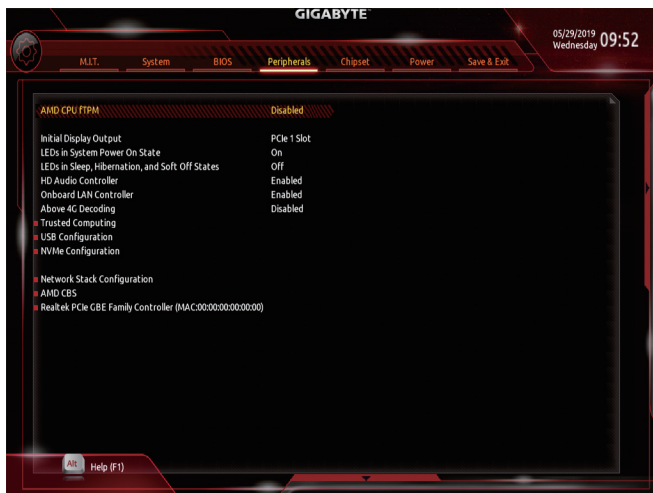 GIGABYTE™
05/29/2019 Wednesday 09:52
M.I.T. System BIOS Peripherals Chipset Power Save & Exit
AMD CPU fTPM Disabled
Initial Display Output PCIe 1 Slot
LEDs in System Power On State On
LEDs in Sleep, Hibernation, and Soft Off States Off
HD Audio Controller Enabled
Onboard LAN Controller Enabled
Above 4G Decoding Disabled
Trusted Computing
USB Configuration
NVMe Configuration
Network Stack Configuration
AMD CBS
Realtek PCIe GBE Family Controller (MAC:00:00:00:00:00:00)
Alt Help (F1)